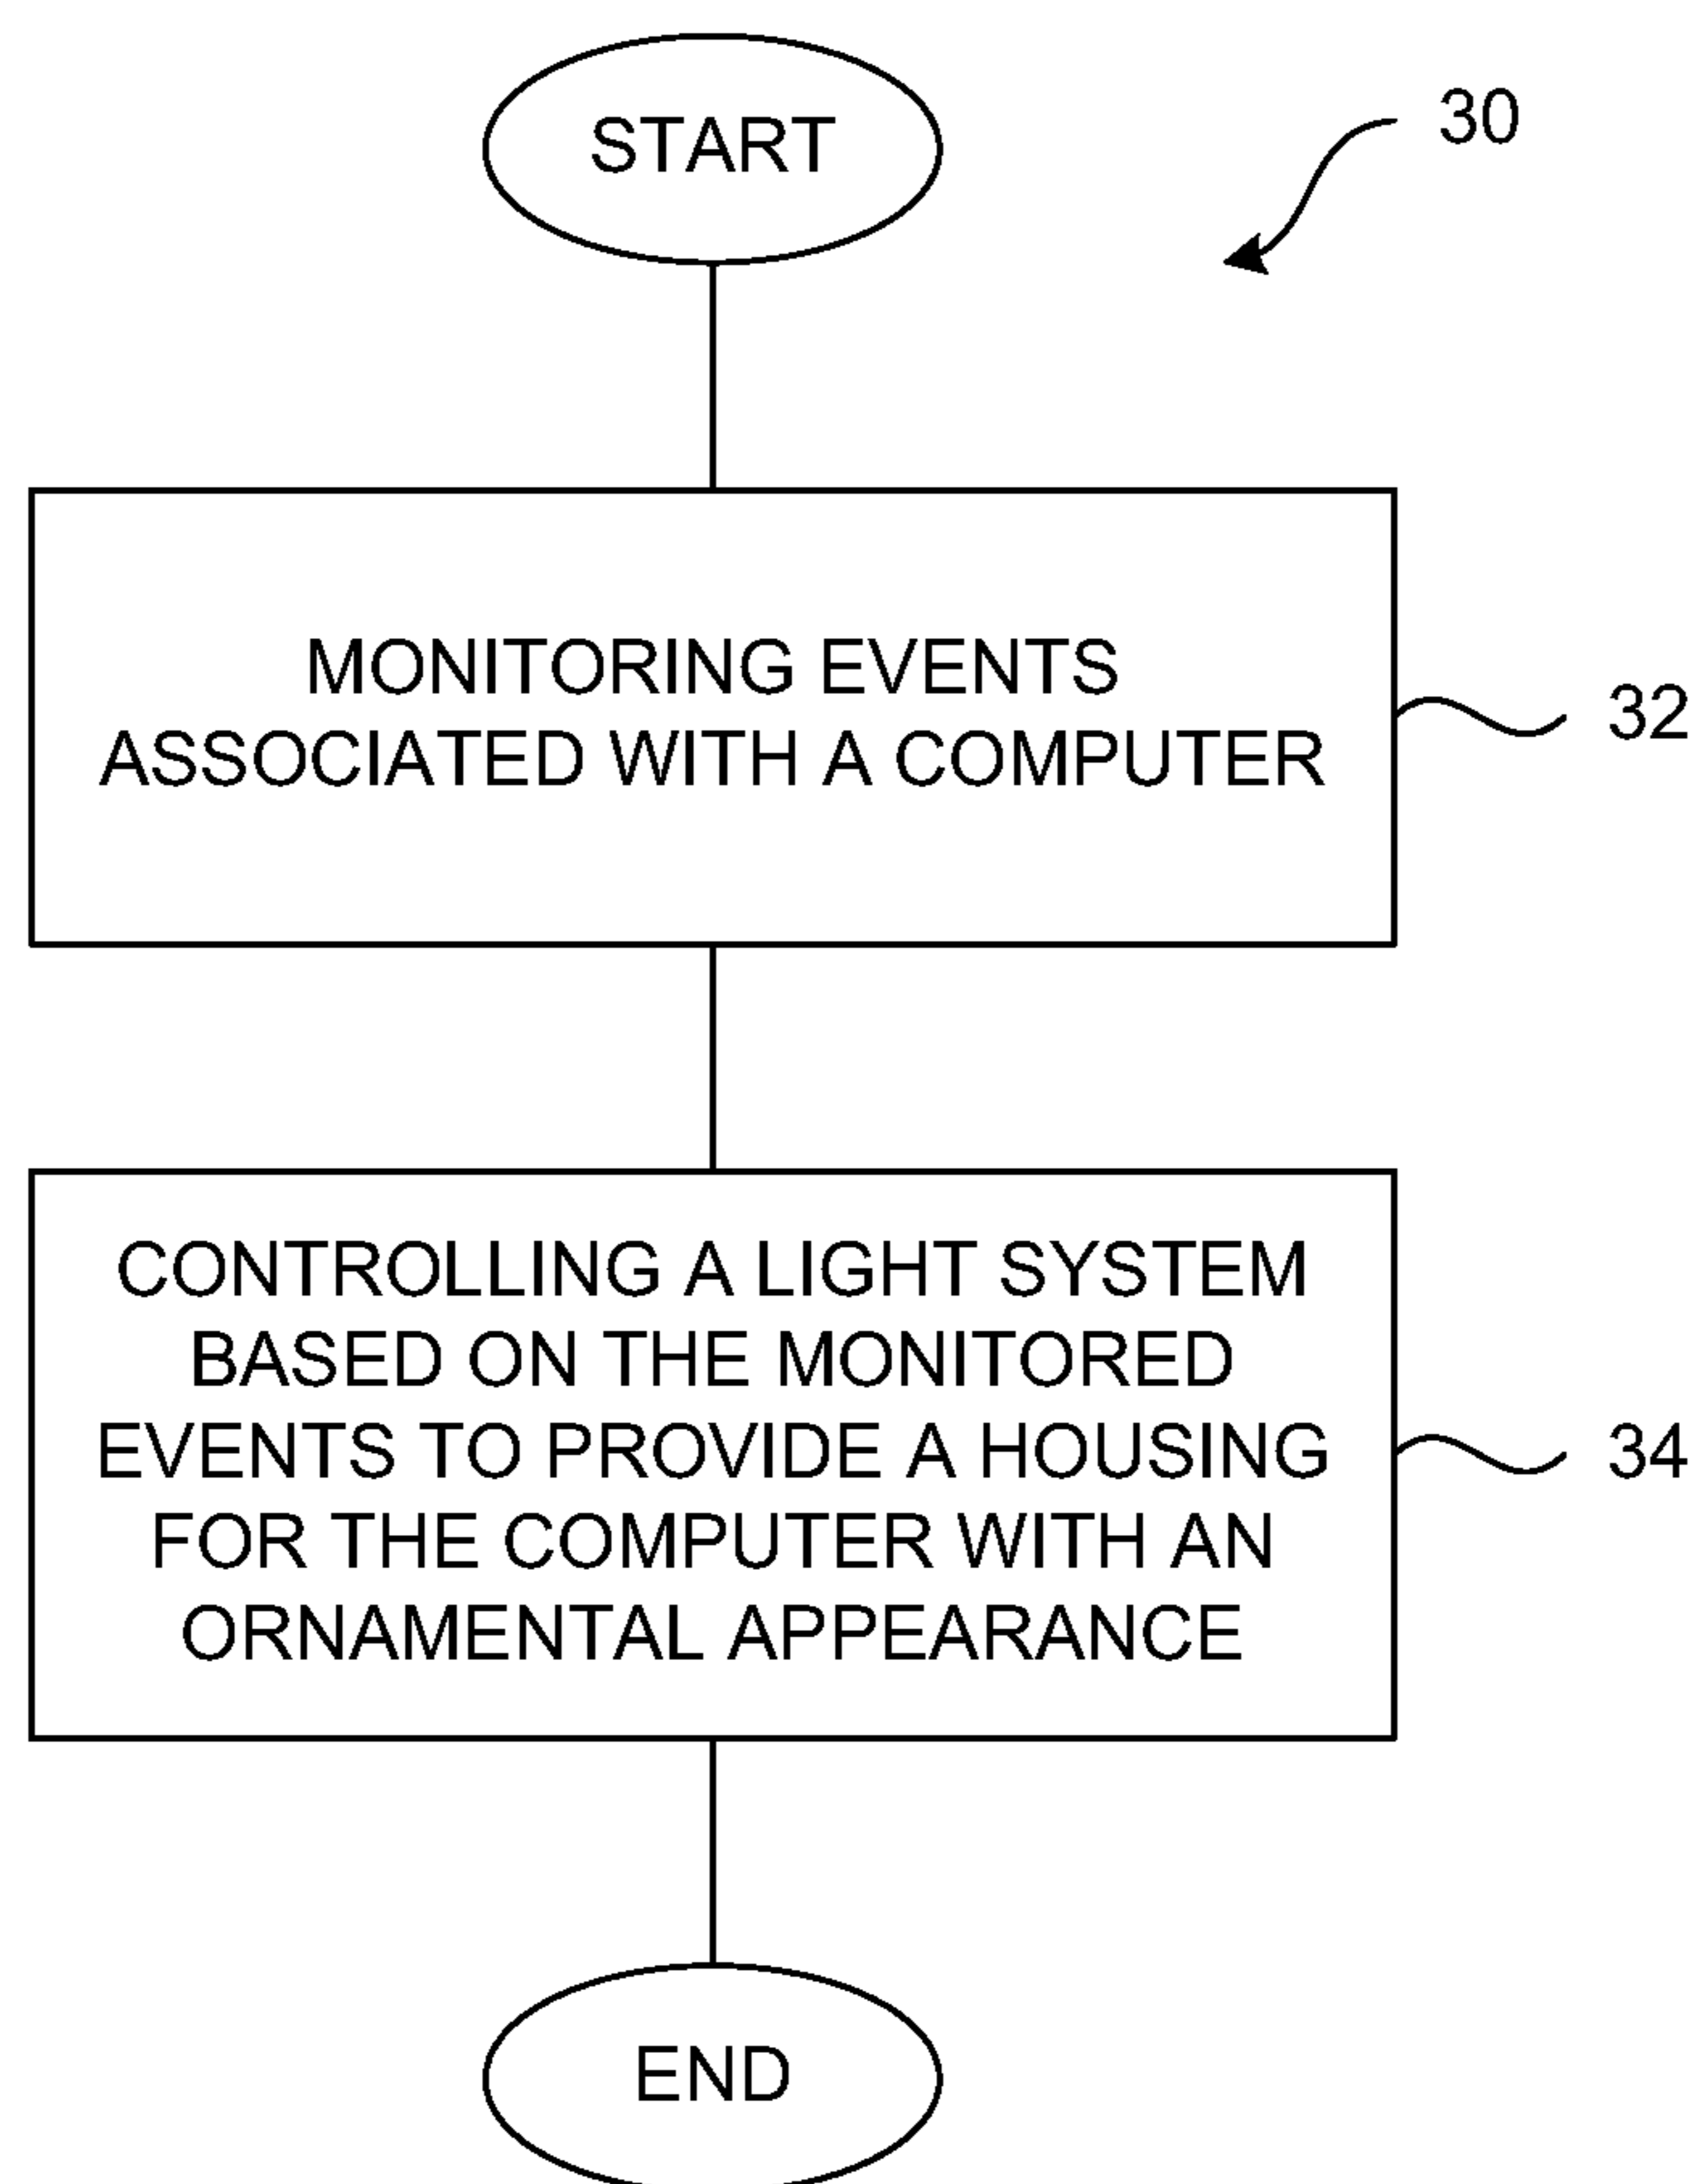 START
30
MONITORING EVENTS
ASSOCIATED WITH A COMPUTER
32
CONTROLLING A LIGHT SYSTEM
BASED ON THE MONITORED
EVENTS TO PROVIDE A HOUSING
FOR THE COMPUTER WITH AN
ORNAMENTAL APPEARANCE
34
END